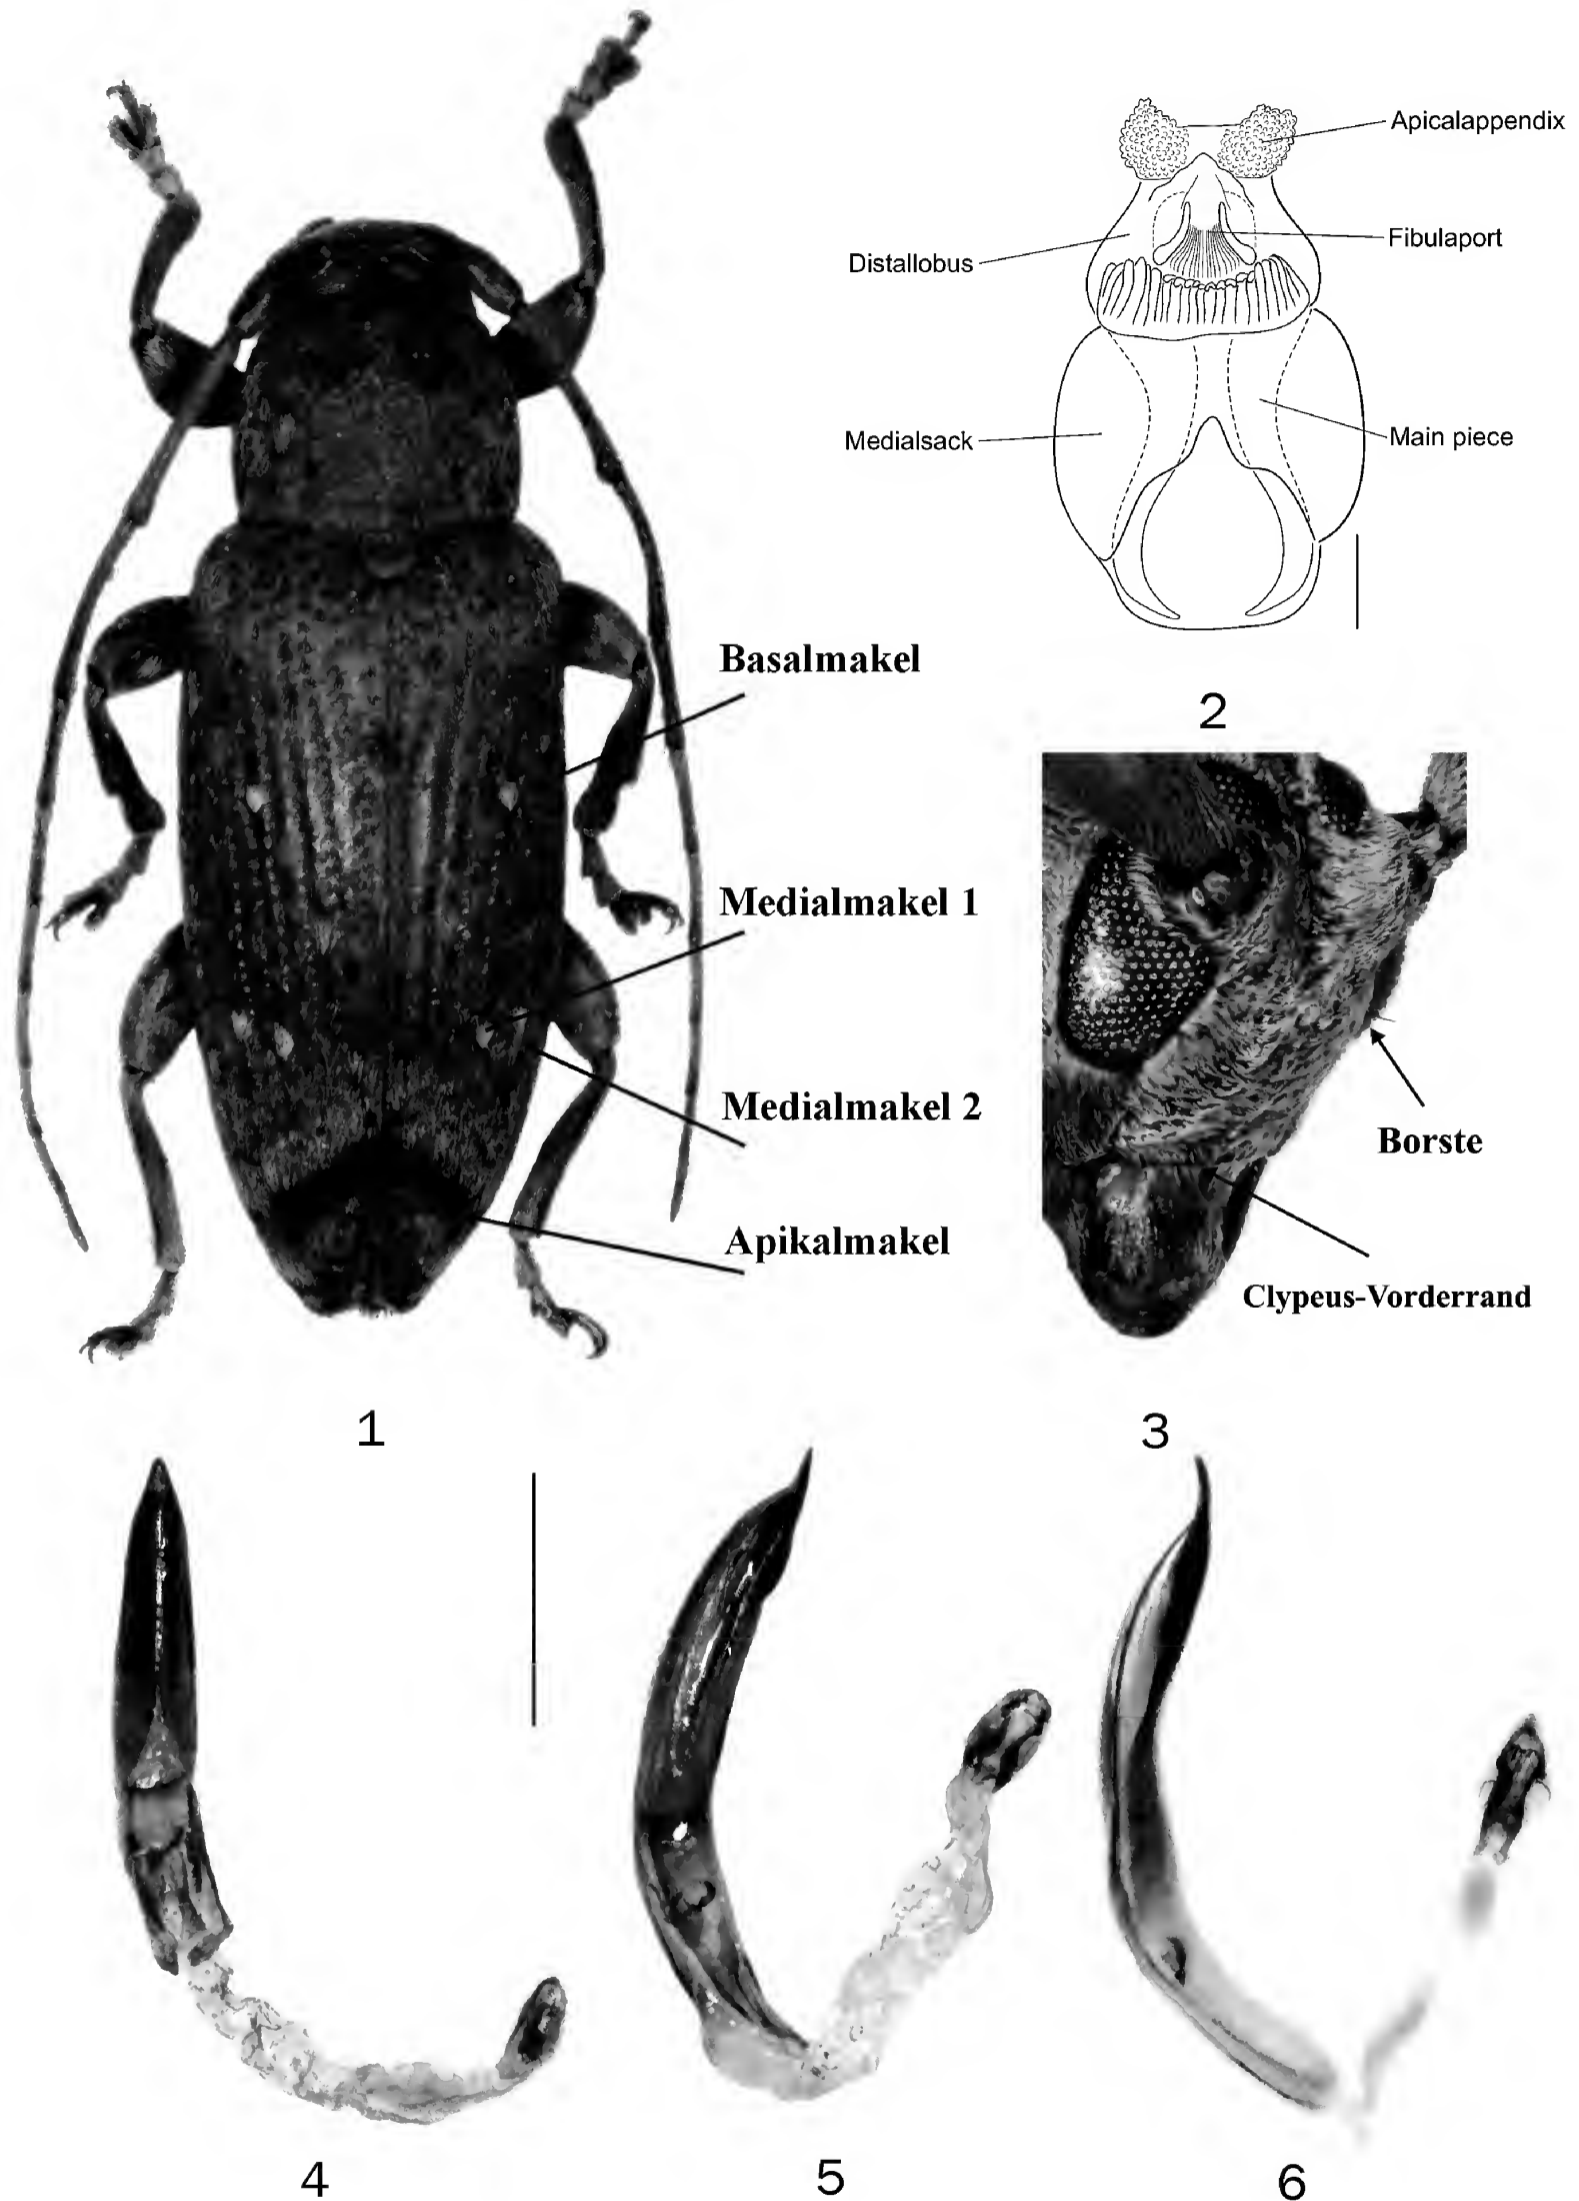 Apicalappendix
Fibulaport
Distallobus
Medialsack
Main piece
2
Basalmakel
Medialmakel 1
Medialmakel 2
Apikalmakel
1
Borste
Clypeus-Vorderrand
3
4
5
6